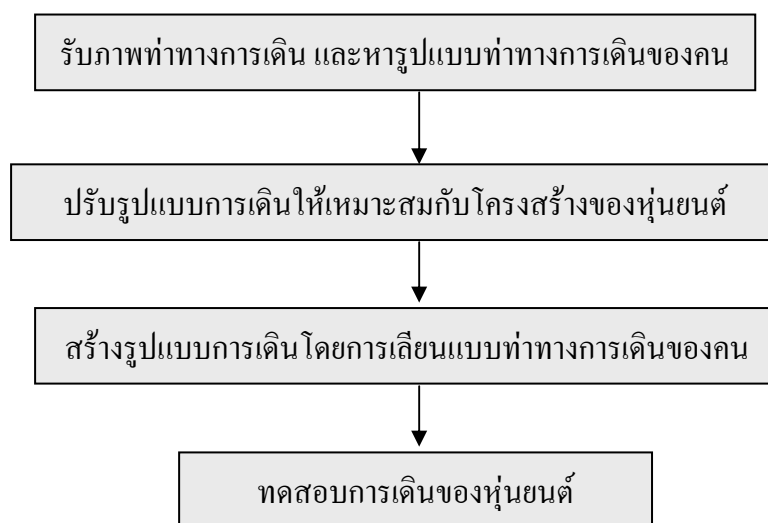 รับภาพท่าทางการเดิน และหารูปแบบท่าทางการเดินของคน
ปรับรูปแบบการเดินให้เหมาะสมกับโครงสร้างของหุ่นยนต์
สร้างรูปแบบการเดินโดยการเลียนแบบท่าทางการเดินของคน
ทดสอบการเดินของหุ่นยนต์